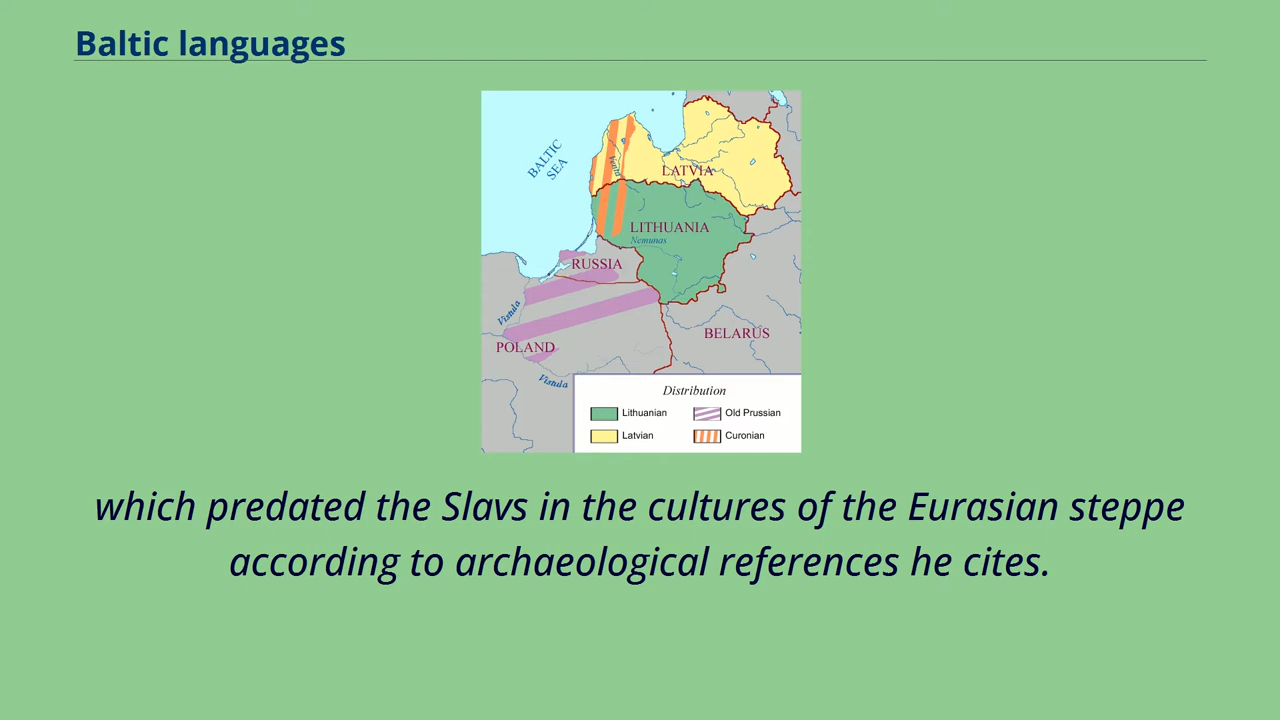 Baltic languages
BALTIC
SEA
Venta
LATVIA
LITHUANIA
Nemunas
RUSSIA
Vistula
BELARUS
POLAND
Vistula
Distribution
Lithuanian
Old Prussian
Latvian
Curonian
which predated the Slavs in the cultures of the Eurasian steppe
according to archaeological references he cites.